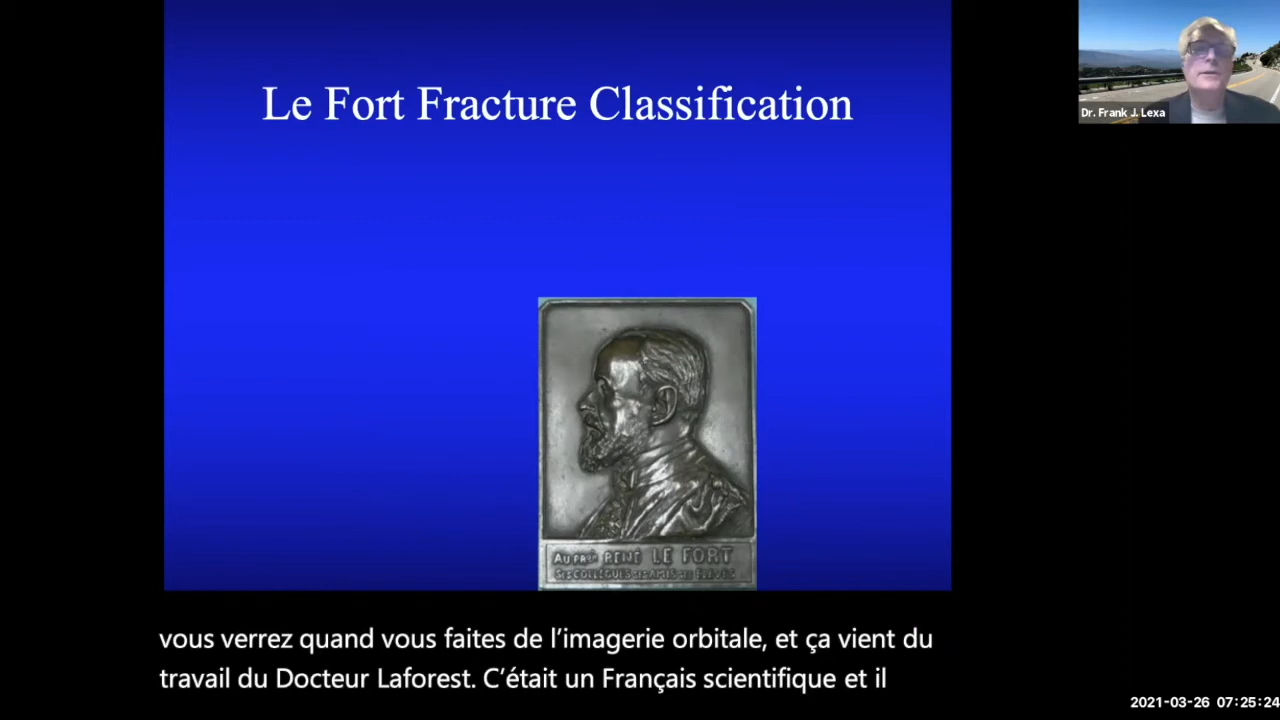 Le Fort Fracture Classification
Dr. Frank J. Lexa
RENÉ LE FORT
vous verrez quand vous faites de l'imagerie orbitale, et ça vient du
travail du Docteur Laforest. C'était un Français scientifique et il
2021-03-26 07:25:24